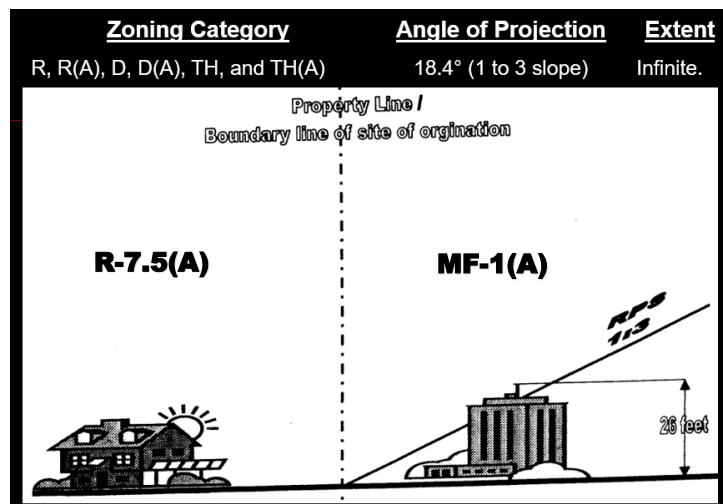 Zoning Category Angle of Projection Extent
R, R(A), D, D(A), TH, and TH(A) 18.4° (1 to 3 slope) Infinite.
Property Line /
Boundary line of site of orgination
R-7.5(A) MF-1(A)
RPS
1:3
26 feet